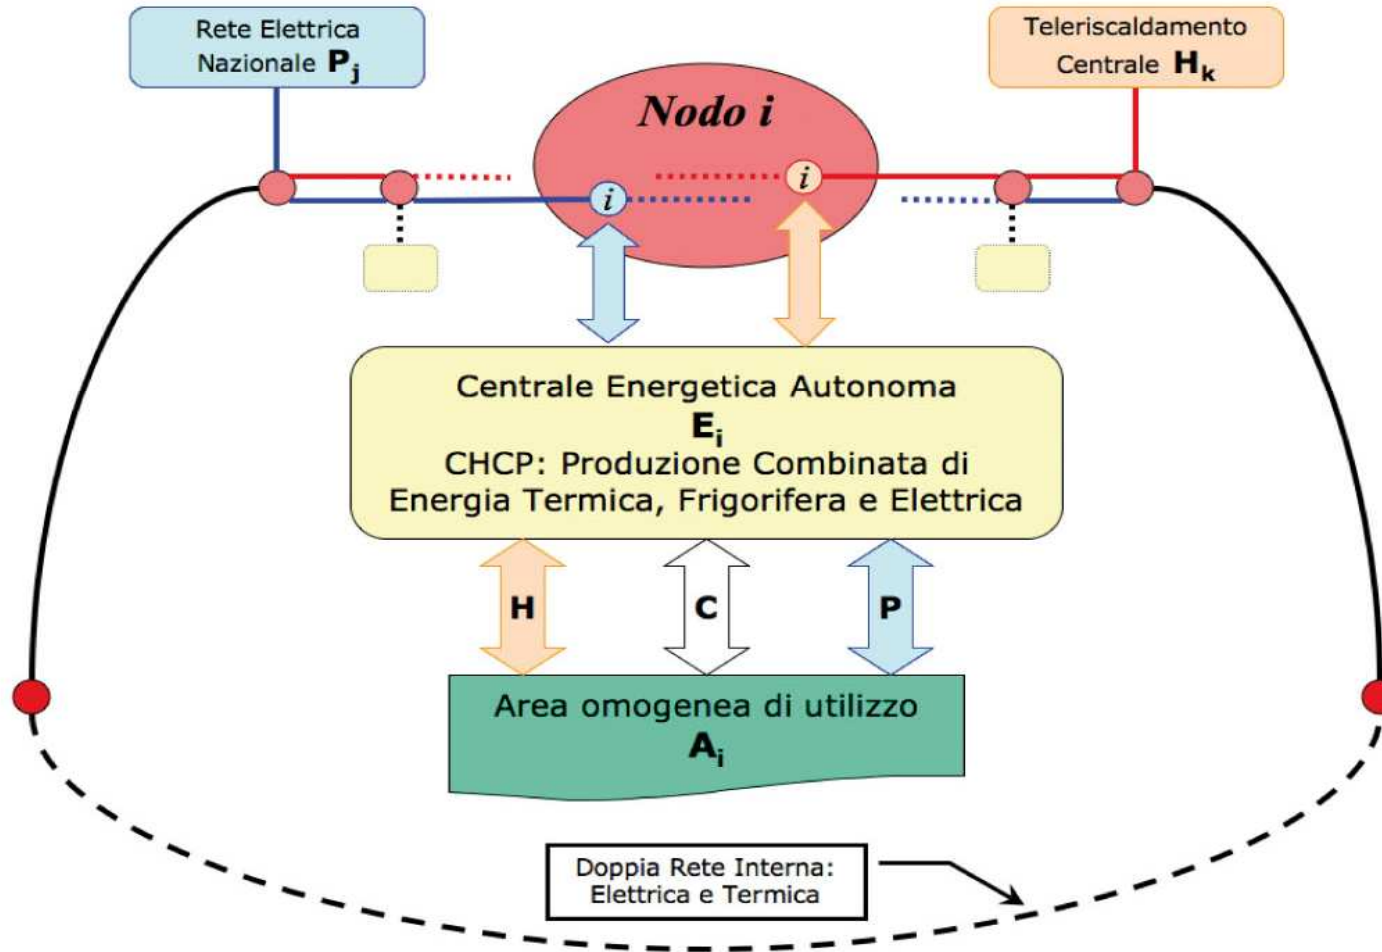 Rete Elettrica
Nazionale Pj
Teleriscaldamento
Centrale Hk
Nodo i
i
i
Centrale Energetica Autonoma
Ei
CHCP: Produzione Combinata di
Energia Termica, Frigorifera e Elettrica
H
C
P
Area omogenea di utilizzo
Ai
Doppia Rete Interna:
Elettrica e Termica